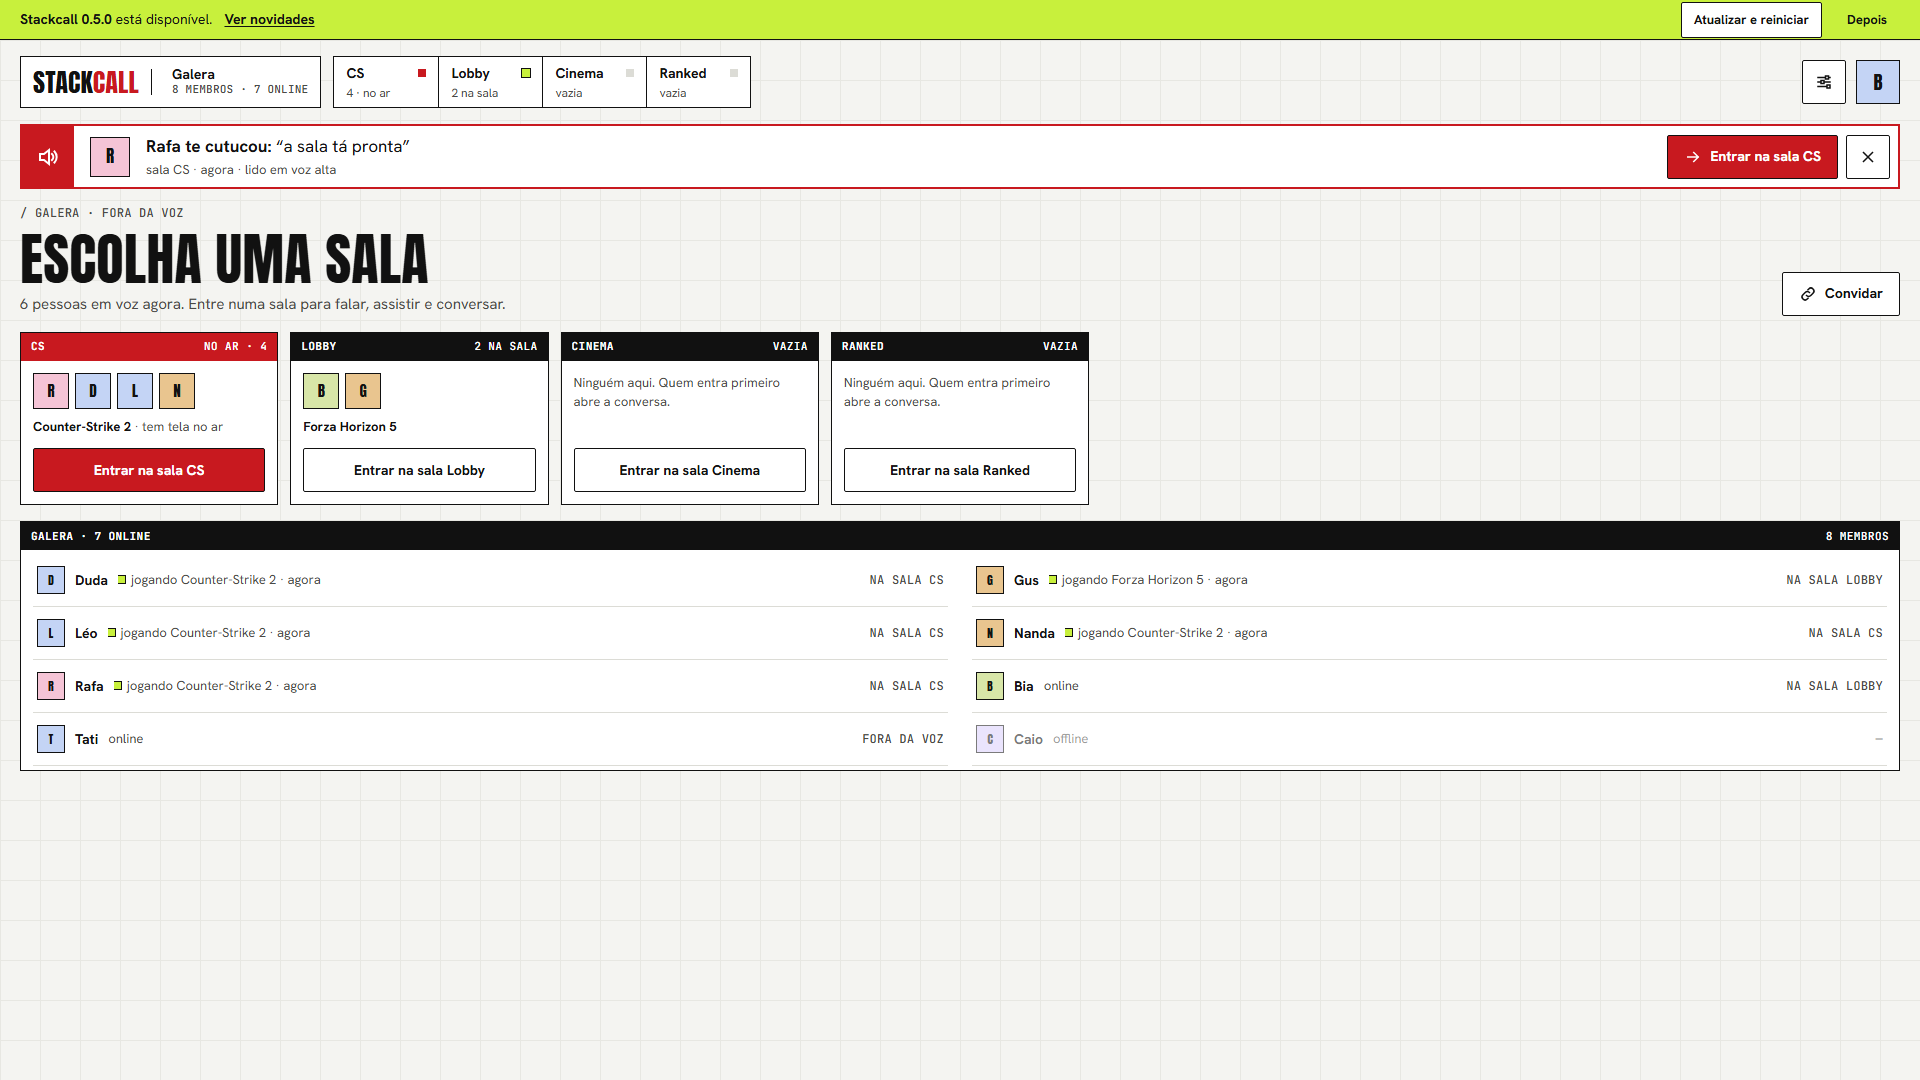 Stackcall 0.5.0 está disponível. Ver novidades
Atualizar e reiniciar
Depois
STACKCALL
Galera
8 MEMBROS · 7 ONLINE
CS
4 · no ar
Lobby
2 na sala
Cinema
vazia
Ranked
vazia
B
R
Rafa te cutucou: “a sala tá pronta”
sala CS · agora · lido em voz alta
Entrar na sala CS
/ GALERA · FORA DA VOZ
ESCOLHA UMA SALA
6 pessoas em voz agora. Entre numa sala para falar, assistir e conversar.
Convidar
CS NO AR · 4
R D L N
Counter-Strike 2 · tem tela no ar
Entrar na sala CS
LOBBY 2 NA SALA
B G
Forza Horizon 5
Entrar na sala Lobby
CINEMA VAZIA
Ninguém aqui. Quem entra primeiro
abre a conversa.
Entrar na sala Cinema
RANKED VAZIA
Ninguém aqui. Quem entra primeiro
abre a conversa.
Entrar na sala Ranked
GALERA · 7 ONLINE 8 MEMBROS
D Duda jogando Counter-Strike 2 · agora NA SALA CS
G Gus jogando Forza Horizon 5 · agora NA SALA LOBBY
L Léo jogando Counter-Strike 2 · agora NA SALA CS
N Nanda jogando Counter-Strike 2 · agora NA SALA CS
R Rafa jogando Counter-Strike 2 · agora NA SALA CS
B Bia online NA SALA LOBBY
T Tati online FORA DA VOZ
C Caio offline —